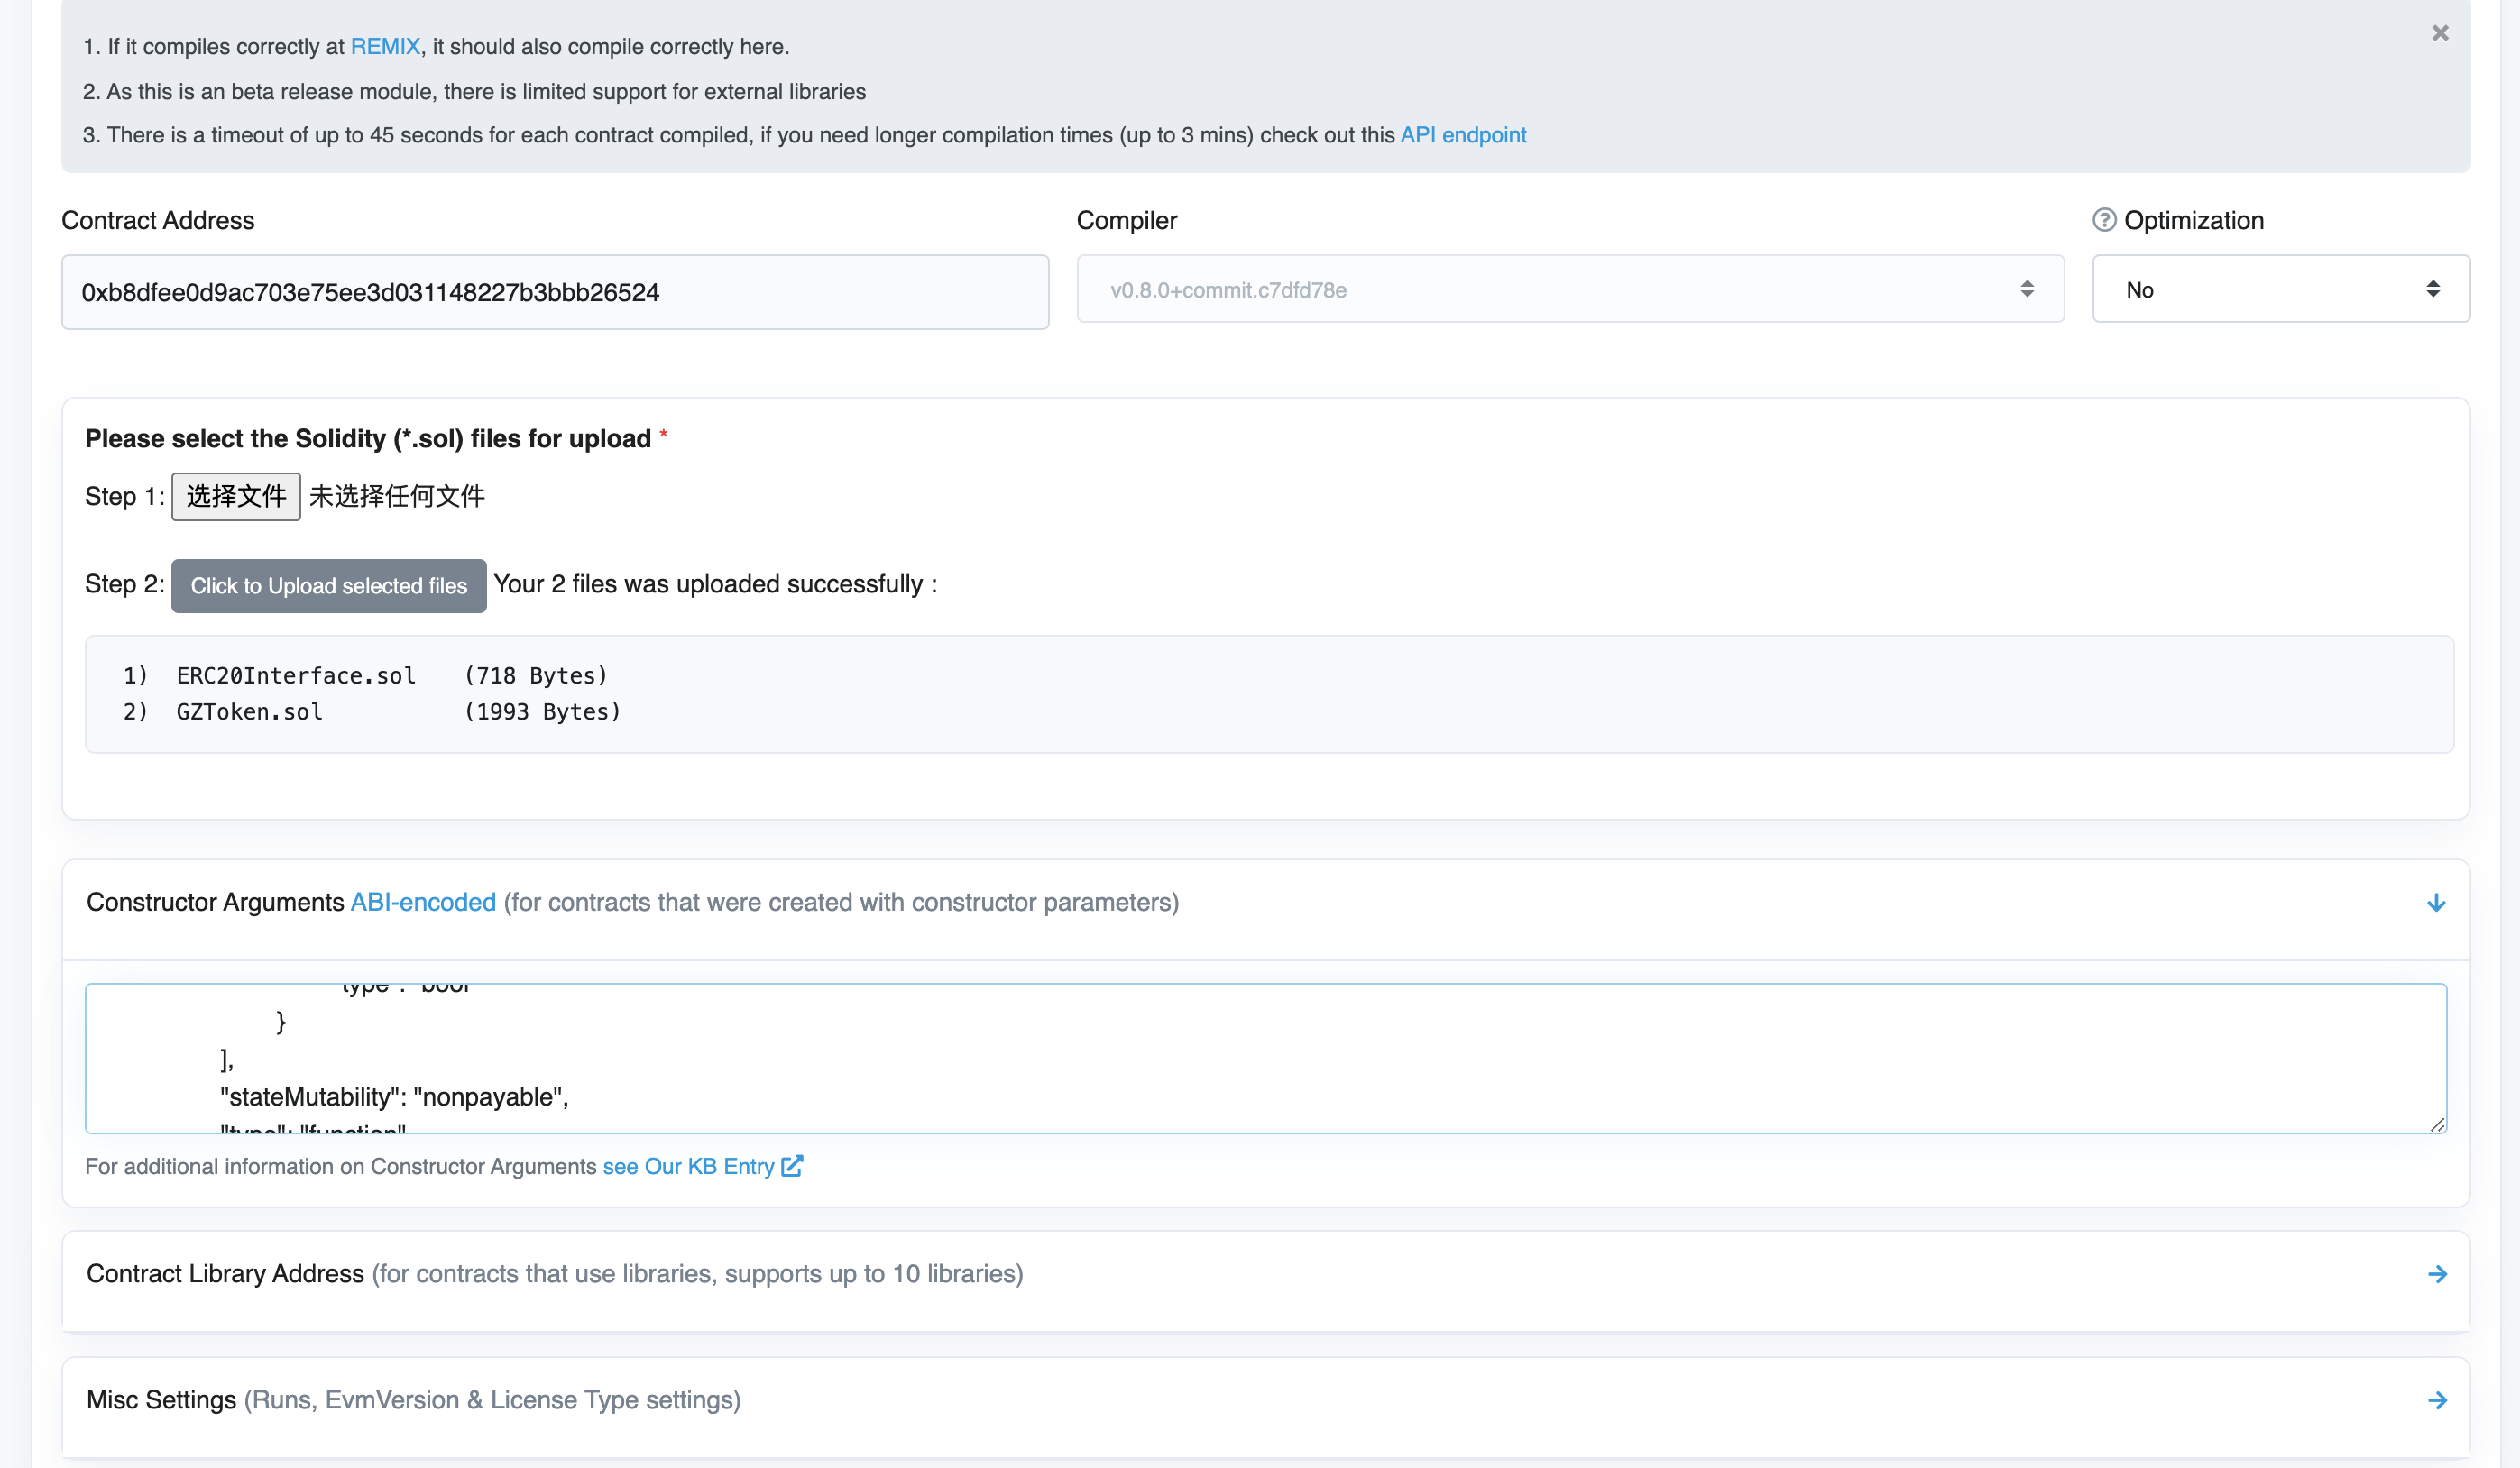 1. If it compiles correctly at REMIX, it should also compile correctly here.
2. As this is an beta release module, there is limited support for external libraries
3. There is a timeout of up to 45 seconds for each contract compiled, if you need longer compilation times (up to 3 mins) check out this API endpoint
Contract Address
Compiler
Optimization
0xb8dfee0d9ac703e75ee3d031148227b3bbb26524
v0.8.0+commit.c7dfd78e
No
Please select the Solidity (*.sol) files for upload *
Step 1: 选择文件 未选择任何文件
Step 2: Click to Upload selected files Your 2 files was uploaded successfully :
1) ERC20Interface.sol (718 Bytes)
2) GZToken.sol (1993 Bytes)
Constructor Arguments ABI-encoded (for contracts that were created with constructor parameters)
"type": "bool"
}
],
"stateMutability": "nonpayable",
"type": "function"
For additional information on Constructor Arguments see Our KB Entry
Contract Library Address (for contracts that use libraries, supports up to 10 libraries)
Misc Settings (Runs, EvmVersion & License Type settings)